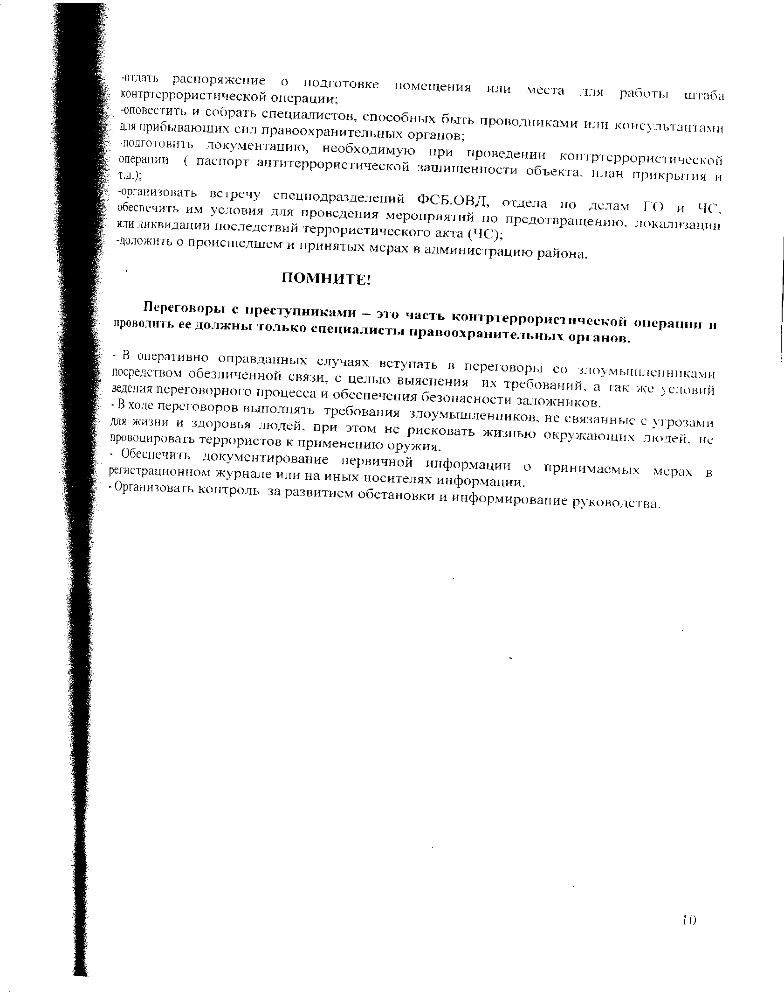 -отдать распоряжение о подготовке помещения или места для работы штаба
контртеррористической операции;
-оповестить и собрать специалистов, способных быть проводниками или консультантами
для прибывающих сил правоохранительных органов;
-подготовить документацию, необходимую при проведении контртеррористической
операции ( паспорт антитеррористической защищенности объекта, план прикрытия и
т.д.);
-организовать встречу спецподразделений ФСБ.ОВД, отдела по делам ГО и ЧС,
обеспечить им условия для проведения мероприятий по предотвращению, локализации
или ликвидации последствий террористического акта (ЧС);
-доложить о происшедшем и принятых мерах в администрацию района.
ПОМНИТЕ!
Переговоры с преступниками – это часть контртеррористической операции и
проводить ее должны только специалисты правоохранительных органов.
- В оперативно оправданных случаях вступать в переговоры со злоумышленниками
посредством обезличенной связи, с целью выяснения их требований, а так же условий
ведения переговорного процесса и обеспечения безопасности заложников.
- В ходе переговоров выполнять требования злоумышленников, не связанные с угрозами
для жизни и здоровья людей, при этом не рисковать жизнью окружающих людей, не
провоцировать террористов к применению оружия.
- Обеспечить документирование первичной информации о принимаемых мерах в
регистрационном журнале или на иных носителях информации.
- Организовать контроль за развитием обстановки и информирование руководства.
10